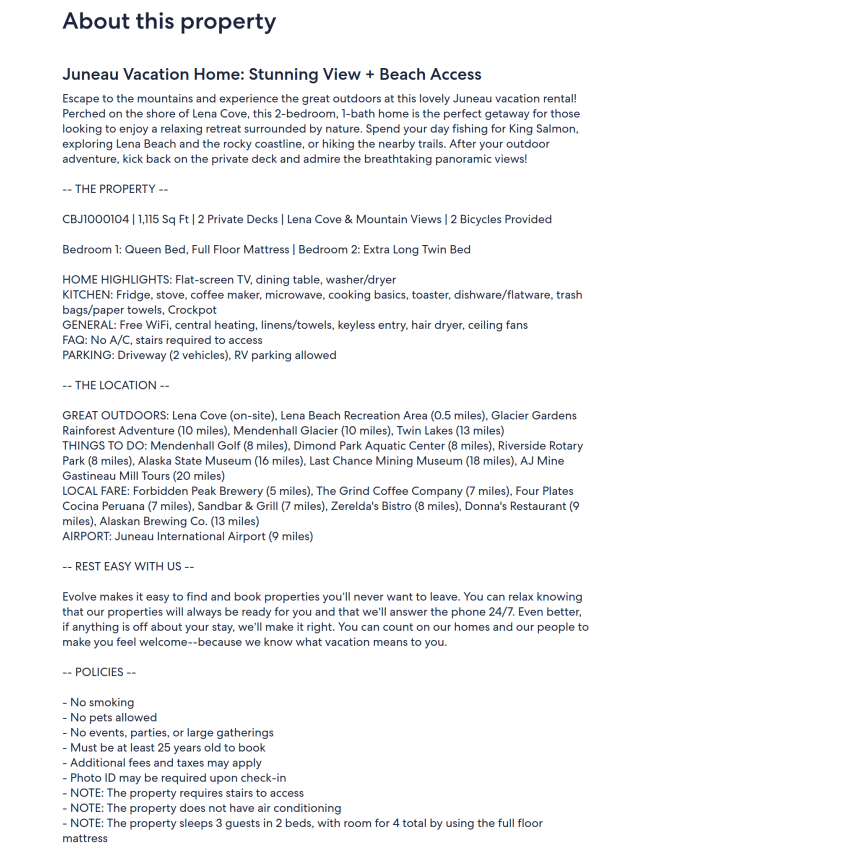 About this property
Juneau Vacation Home: Stunning View + Beach Access
Escape to the mountains and experience the great outdoors at this lovely Juneau vacation rental!
Perched on the shore of Lena Cove, this 2-bedroom, 1-bath home is the perfect getaway for those
looking to enjoy a relaxing retreat surrounded by nature. Spend your day fishing for King Salmon,
exploring Lena Beach and the rocky coastline, or hiking the nearby trails. After your outdoor
adventure, kick back on the private deck and admire the breathtaking panoramic views!
-- THE PROPERTY --
CBJ1000104 | 1,115 Sq Ft | 2 Private Decks | Lena Cove & Mountain Views | 2 Bicycles Provided
Bedroom 1: Queen Bed, Full Floor Mattress | Bedroom 2: Extra Long Twin Bed
HOME HIGHLIGHTS: Flat-screen TV, dining table, washer/dryer
KITCHEN: Fridge, stove, coffee maker, microwave, cooking basics, toaster, dishware/flatware, trash
bags/paper towels, Crockpot
GENERAL: Free WiFi, central heating, linens/towels, keyless entry, hair dryer, ceiling fans
FAQ: No A/C, stairs required to access
PARKING: Driveway (2 vehicles), RV parking allowed
-- THE LOCATION --
GREAT OUTDOORS: Lena Cove (on-site), Lena Beach Recreation Area (0.5 miles), Glacier Gardens
Rainforest Adventure (10 miles), Mendenhall Glacier (10 miles), Twin Lakes (13 miles)
THINGS TO DO: Mendenhall Golf (8 miles), Dimond Park Aquatic Center (8 miles), Riverside Rotary
Park (8 miles), Alaska State Museum (16 miles), Last Chance Mining Museum (18 miles), AJ Mine
Gastineau Mill Tours (20 miles)
LOCAL FARE: Forbidden Peak Brewery (5 miles), The Grind Coffee Company (7 miles), Four Plates
Cocina Peruana (7 miles), Sandbar & Grill (7 miles), Zerelda's Bistro (8 miles), Donna's Restaurant (9
miles), Alaskan Brewing Co. (13 miles)
AIRPORT: Juneau International Airport (9 miles)
-- REST EASY WITH US --
Evolve makes it easy to find and book properties you'll never want to leave. You can relax knowing
that our properties will always be ready for you and that we'll answer the phone 24/7. Even better,
if anything is off about your stay, we'll make it right. You can count on our homes and our people to
make you feel welcome--because we know what vacation means to you.
-- POLICIES --
- No smoking
- No pets allowed
- No events, parties, or large gatherings
- Must be at least 25 years old to book
- Additional fees and taxes may apply
- Photo ID may be required upon check-in
- NOTE: The property requires stairs to access
- NOTE: The property does not have air conditioning
- NOTE: The property sleeps 3 guests in 2 beds, with room for 4 total by using the full floor
mattress